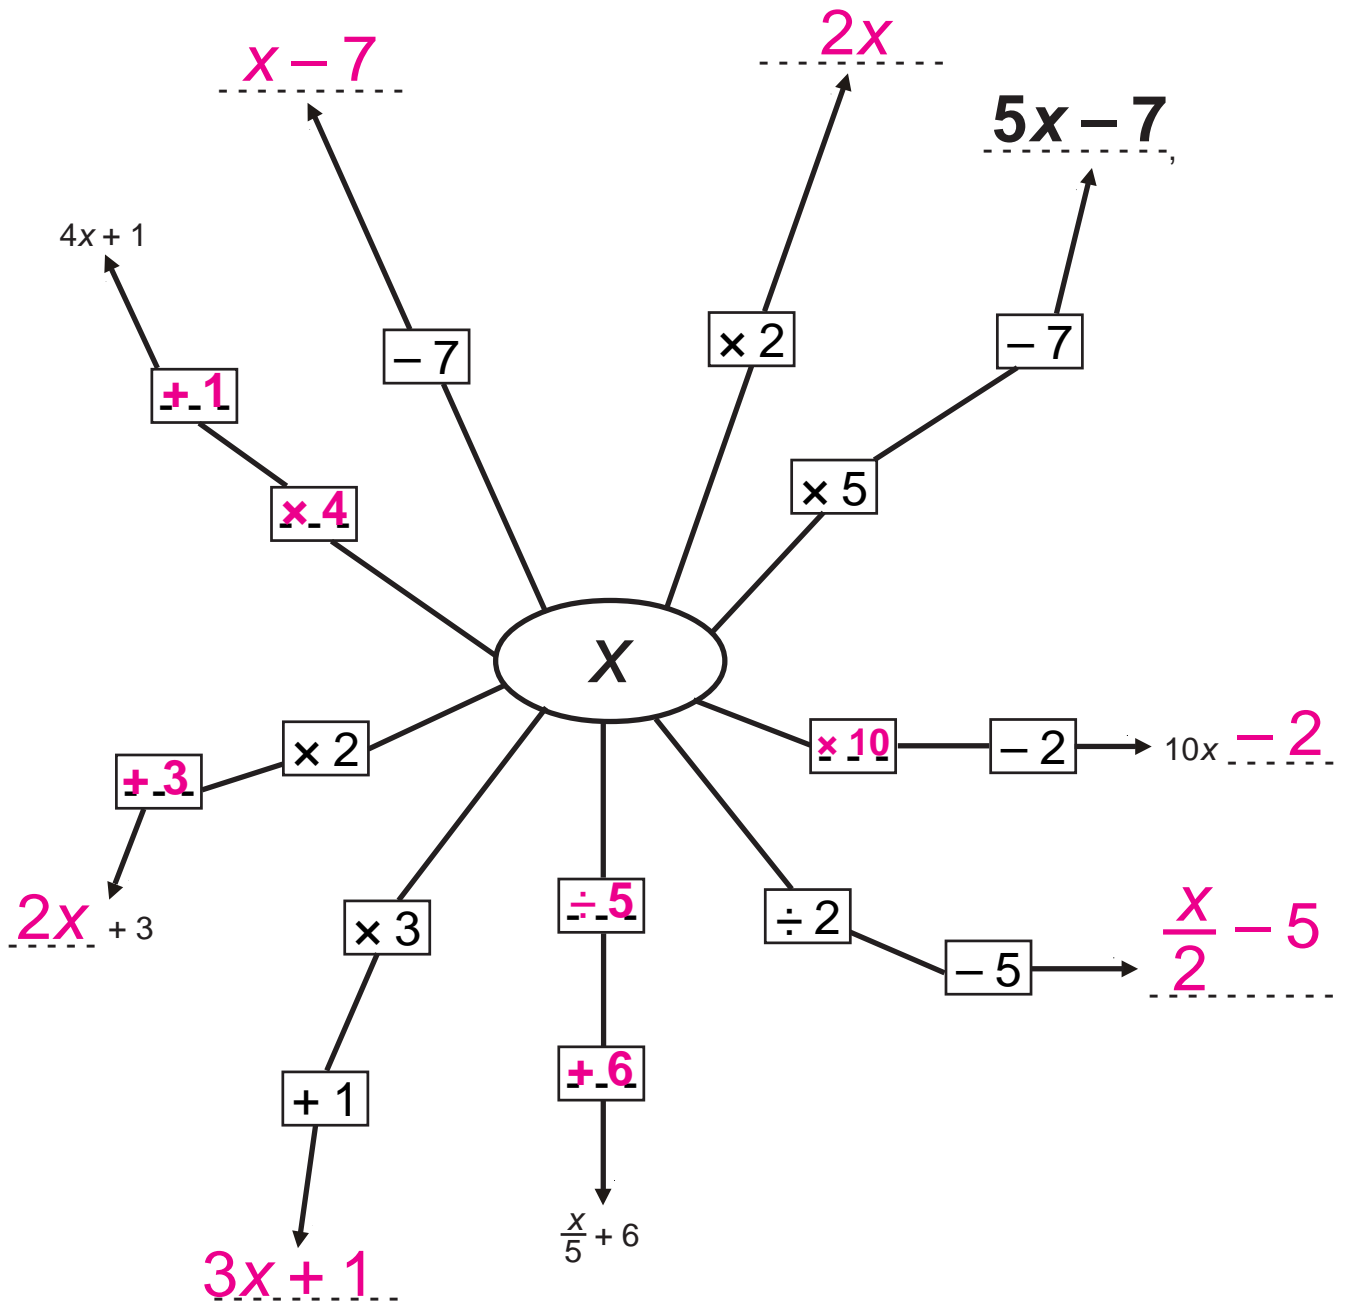 2x
x – 7
5x – 7,
4x + 1
× 2
– 7
– 7
+ 1
× 5
× 4
x
× 10
– 2
10x – 2
× 2
+ 3
÷ 5
÷ 2
x/2 – 5
2x + 3
× 3
– 5
+ 6
+ 1
x/5 + 6
3x + 1